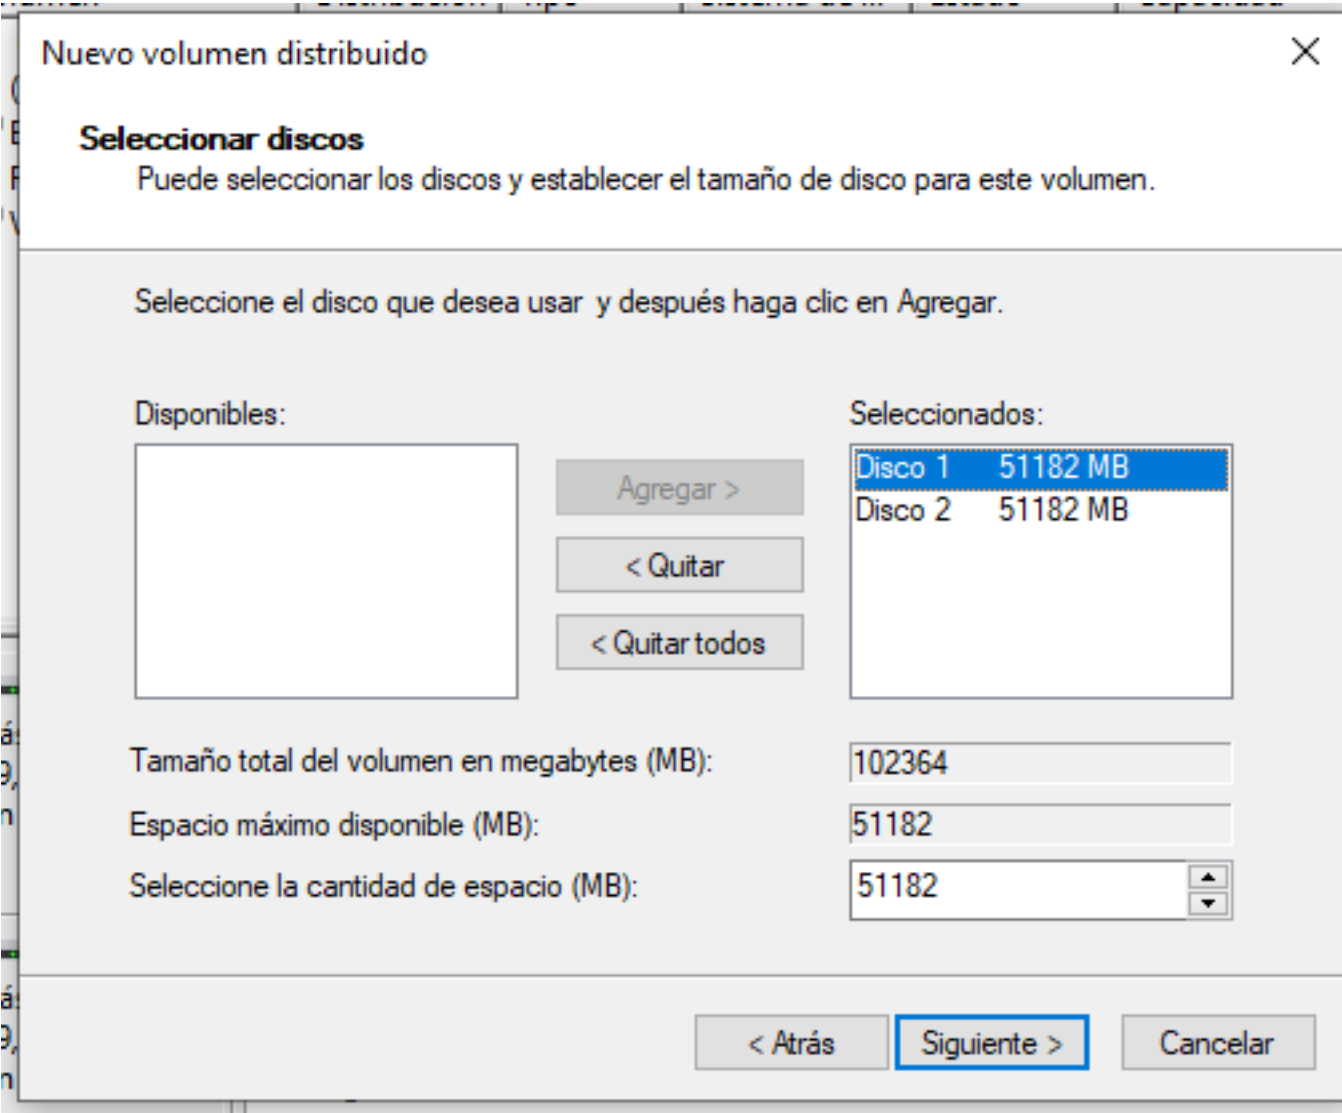 Nuevo volumen distribuido
Seleccionar discos
Puede seleccionar los discos y establecer el tamaño de disco para este volumen.
Seleccione el disco que desea usar y después haga clic en Agregar.
Disponibles:
Seleccionados:
Agregar >
< Quitar
< Quitar todos
Disco 1 51182 MB
Disco 2 51182 MB
Tamaño total del volumen en megabytes (MB):
102364
Espacio máximo disponible (MB):
51182
Seleccione la cantidad de espacio (MB):
51182
< Atrás
Siguiente >
Cancelar